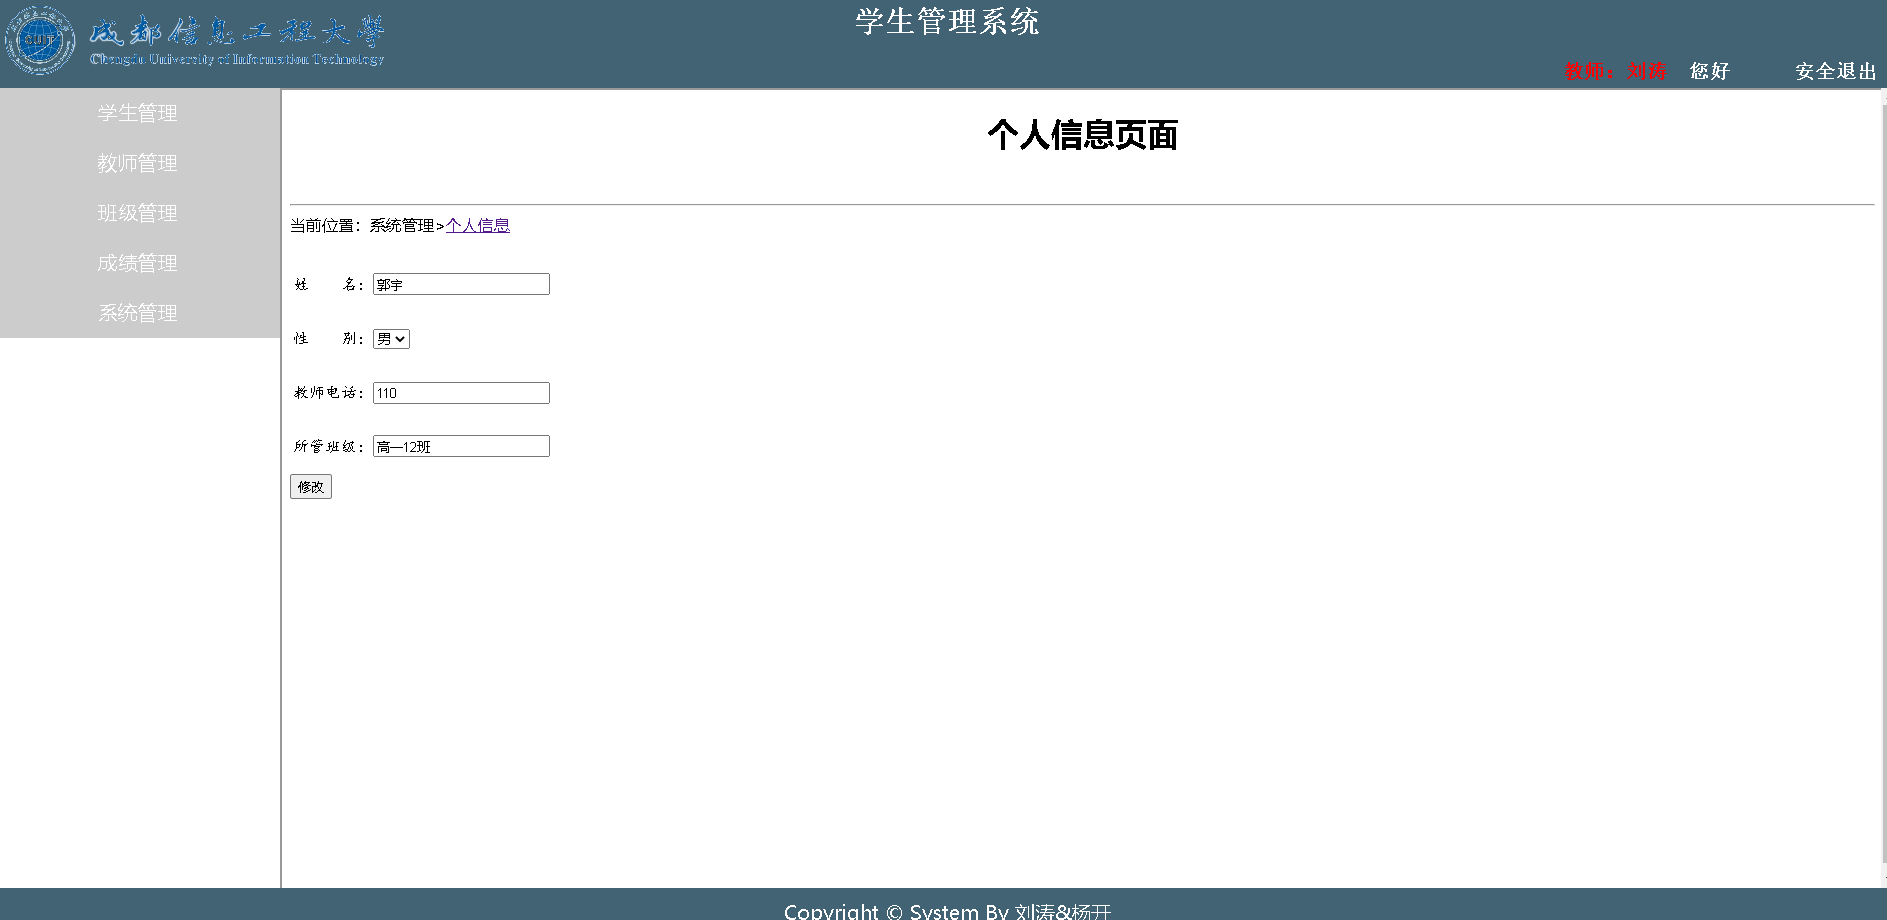 成都信息工程大學
Chengdu University of Information Technology
学生管理系统
教师：刘涛 您好 安全退出
学生管理
教师管理
班级管理
成绩管理
系统管理
个人信息页面
当前位置：系统管理>个人信息
姓 名：郭宇
性 别：男
教师电话：110
所管班级：高一12班
修改
Copyright © System By 刘涛&杨开